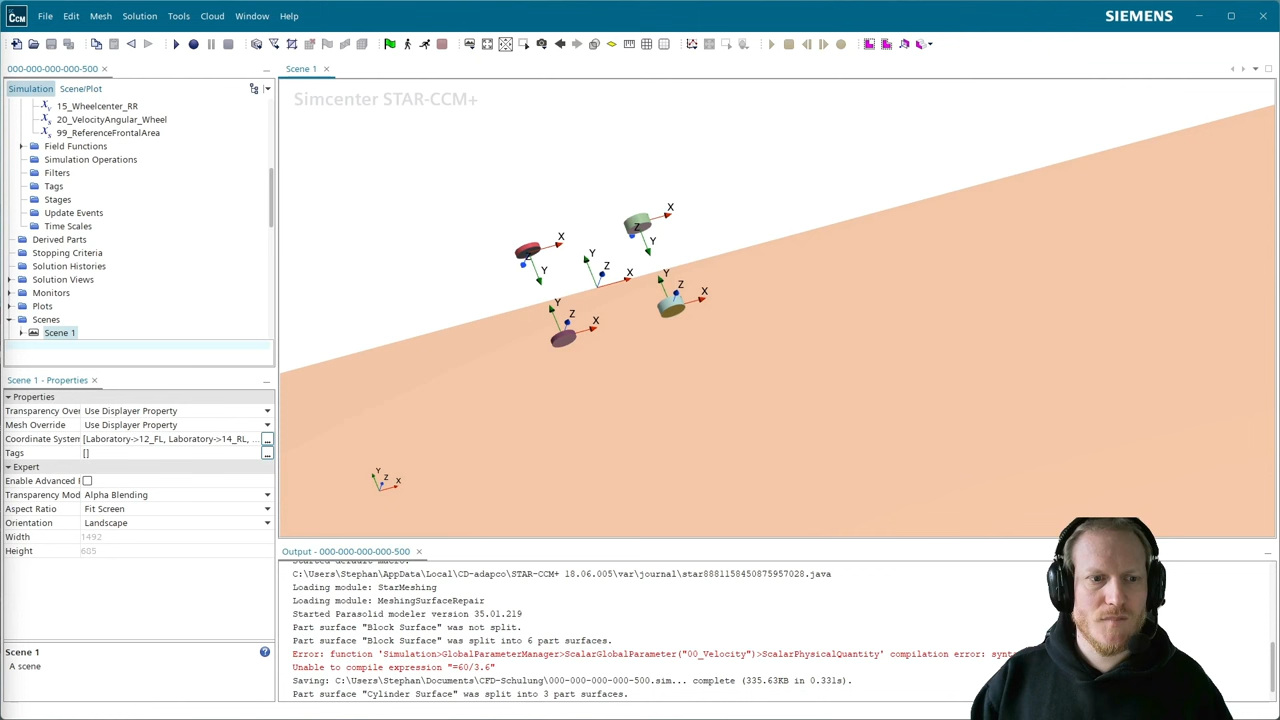 CCM File Edit Mesh Solution Tools Cloud Window Help SIEMENS
000-000-000-000-500
Scene 1
Simulation Scene/Plot
15_Wheelcenter_RR
20_VelocityAngular_Wheel
99_ReferenceFrontalArea
Field Functions
Simulation Operations
Filters
Tags
Stages
Update Events
Time Scales
Derived Parts
Stopping Criteria
Solution Histories
Solution Views
Monitors
Plots
Scenes
Scene 1
Simcenter STAR-CCM+
X
Z
Y
X
Z
Y
Y
Z
X
Y
Z
X
Y
Z
X
Y
Z
X
Scene 1 - Properties
Properties
Transparency Over Use Displayer Property
Mesh Override Use Displayer Property
Coordinate System [Laboratory->12_FL, Laboratory->14_RL, ... ...
Tags [] ...
Expert
Enable Advanced
Transparency Mod Alpha Blending
Aspect Ratio Fit Screen
Orientation Landscape
Width 1492
Height 685
Scene 1
A scene
Output - 000-000-000-000-500
Started default macro:
C:\Users\Stephan\AppData\Local\CD-adapco\STAR-CCM+ 18.06.005\var\journal\star8881158450875957028.java
Loading module: StarMeshing
Loading module: MeshingSurfaceRepair
Started Parasolid modeler version 35.01.219
Part surface "Block Surface" was not split.
Part surface "Block Surface" was split into 6 part surfaces.
Error: function 'Simulation>GlobalParameterManager>ScalarGlobalParameter("00_Velocity")>ScalarPhysicalQuantity' compilation error: synt
Unable to compile expression "=60/3.6"
Saving: C:\Users\Stephan\Documents\CFD-Schulung\000-000-000-000-500.sim... complete (335.63KB in 0.33ls).
Part surface "Cylinder Surface" was split into 3 part surfaces.